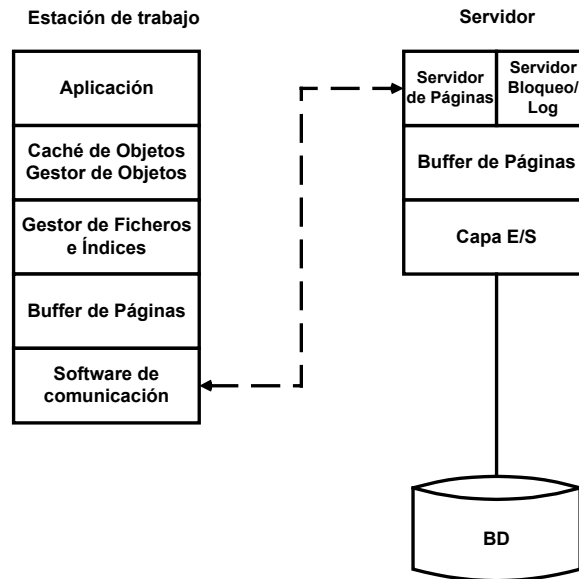 Estación de trabajo
Aplicación
Caché de Objetos
Gestor de Objetos
Gestor de Ficheros
e Índices
Buffer de Páginas
Software de
comunicación
Servidor
Servidor
de Páginas
Servidor
Bloqueo/
Log
Buffer de Páginas
Capa E/S
BD